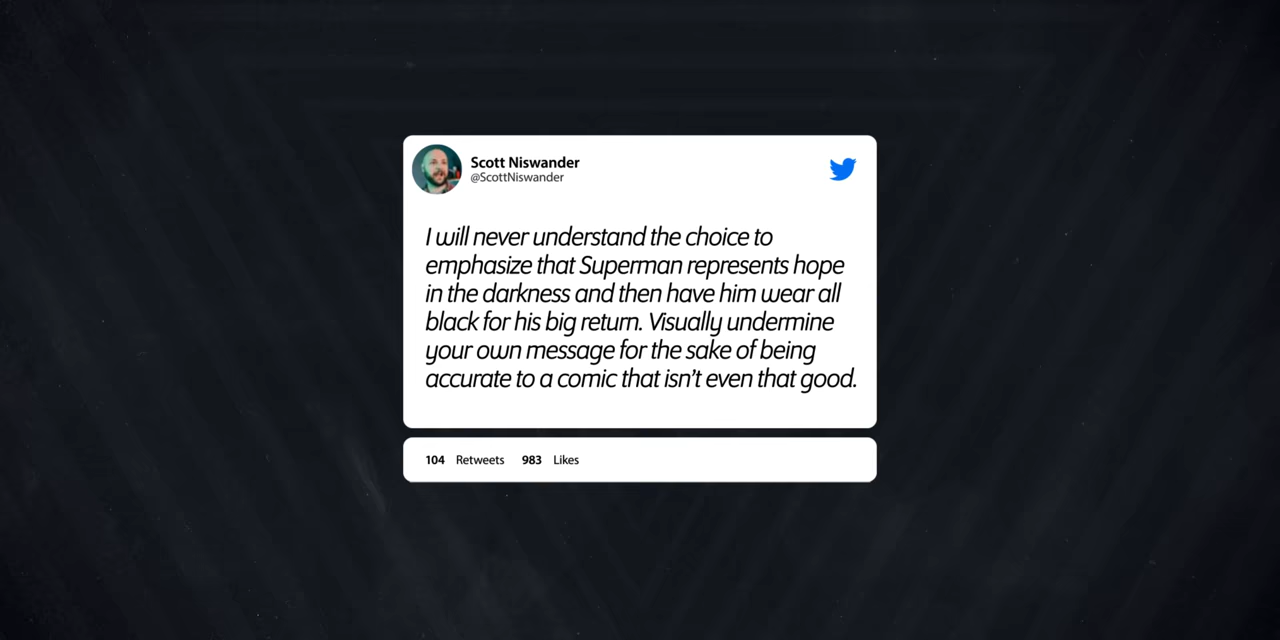 Scott Niswander
@ScottNiswander
I will never understand the choice to
emphasize that Superman represents hope
in the darkness and then have him wear all
black for his big return. Visually undermine
your own message for the sake of being
accurate to a comic that isn’t even that good.
104 Retweets 983 Likes